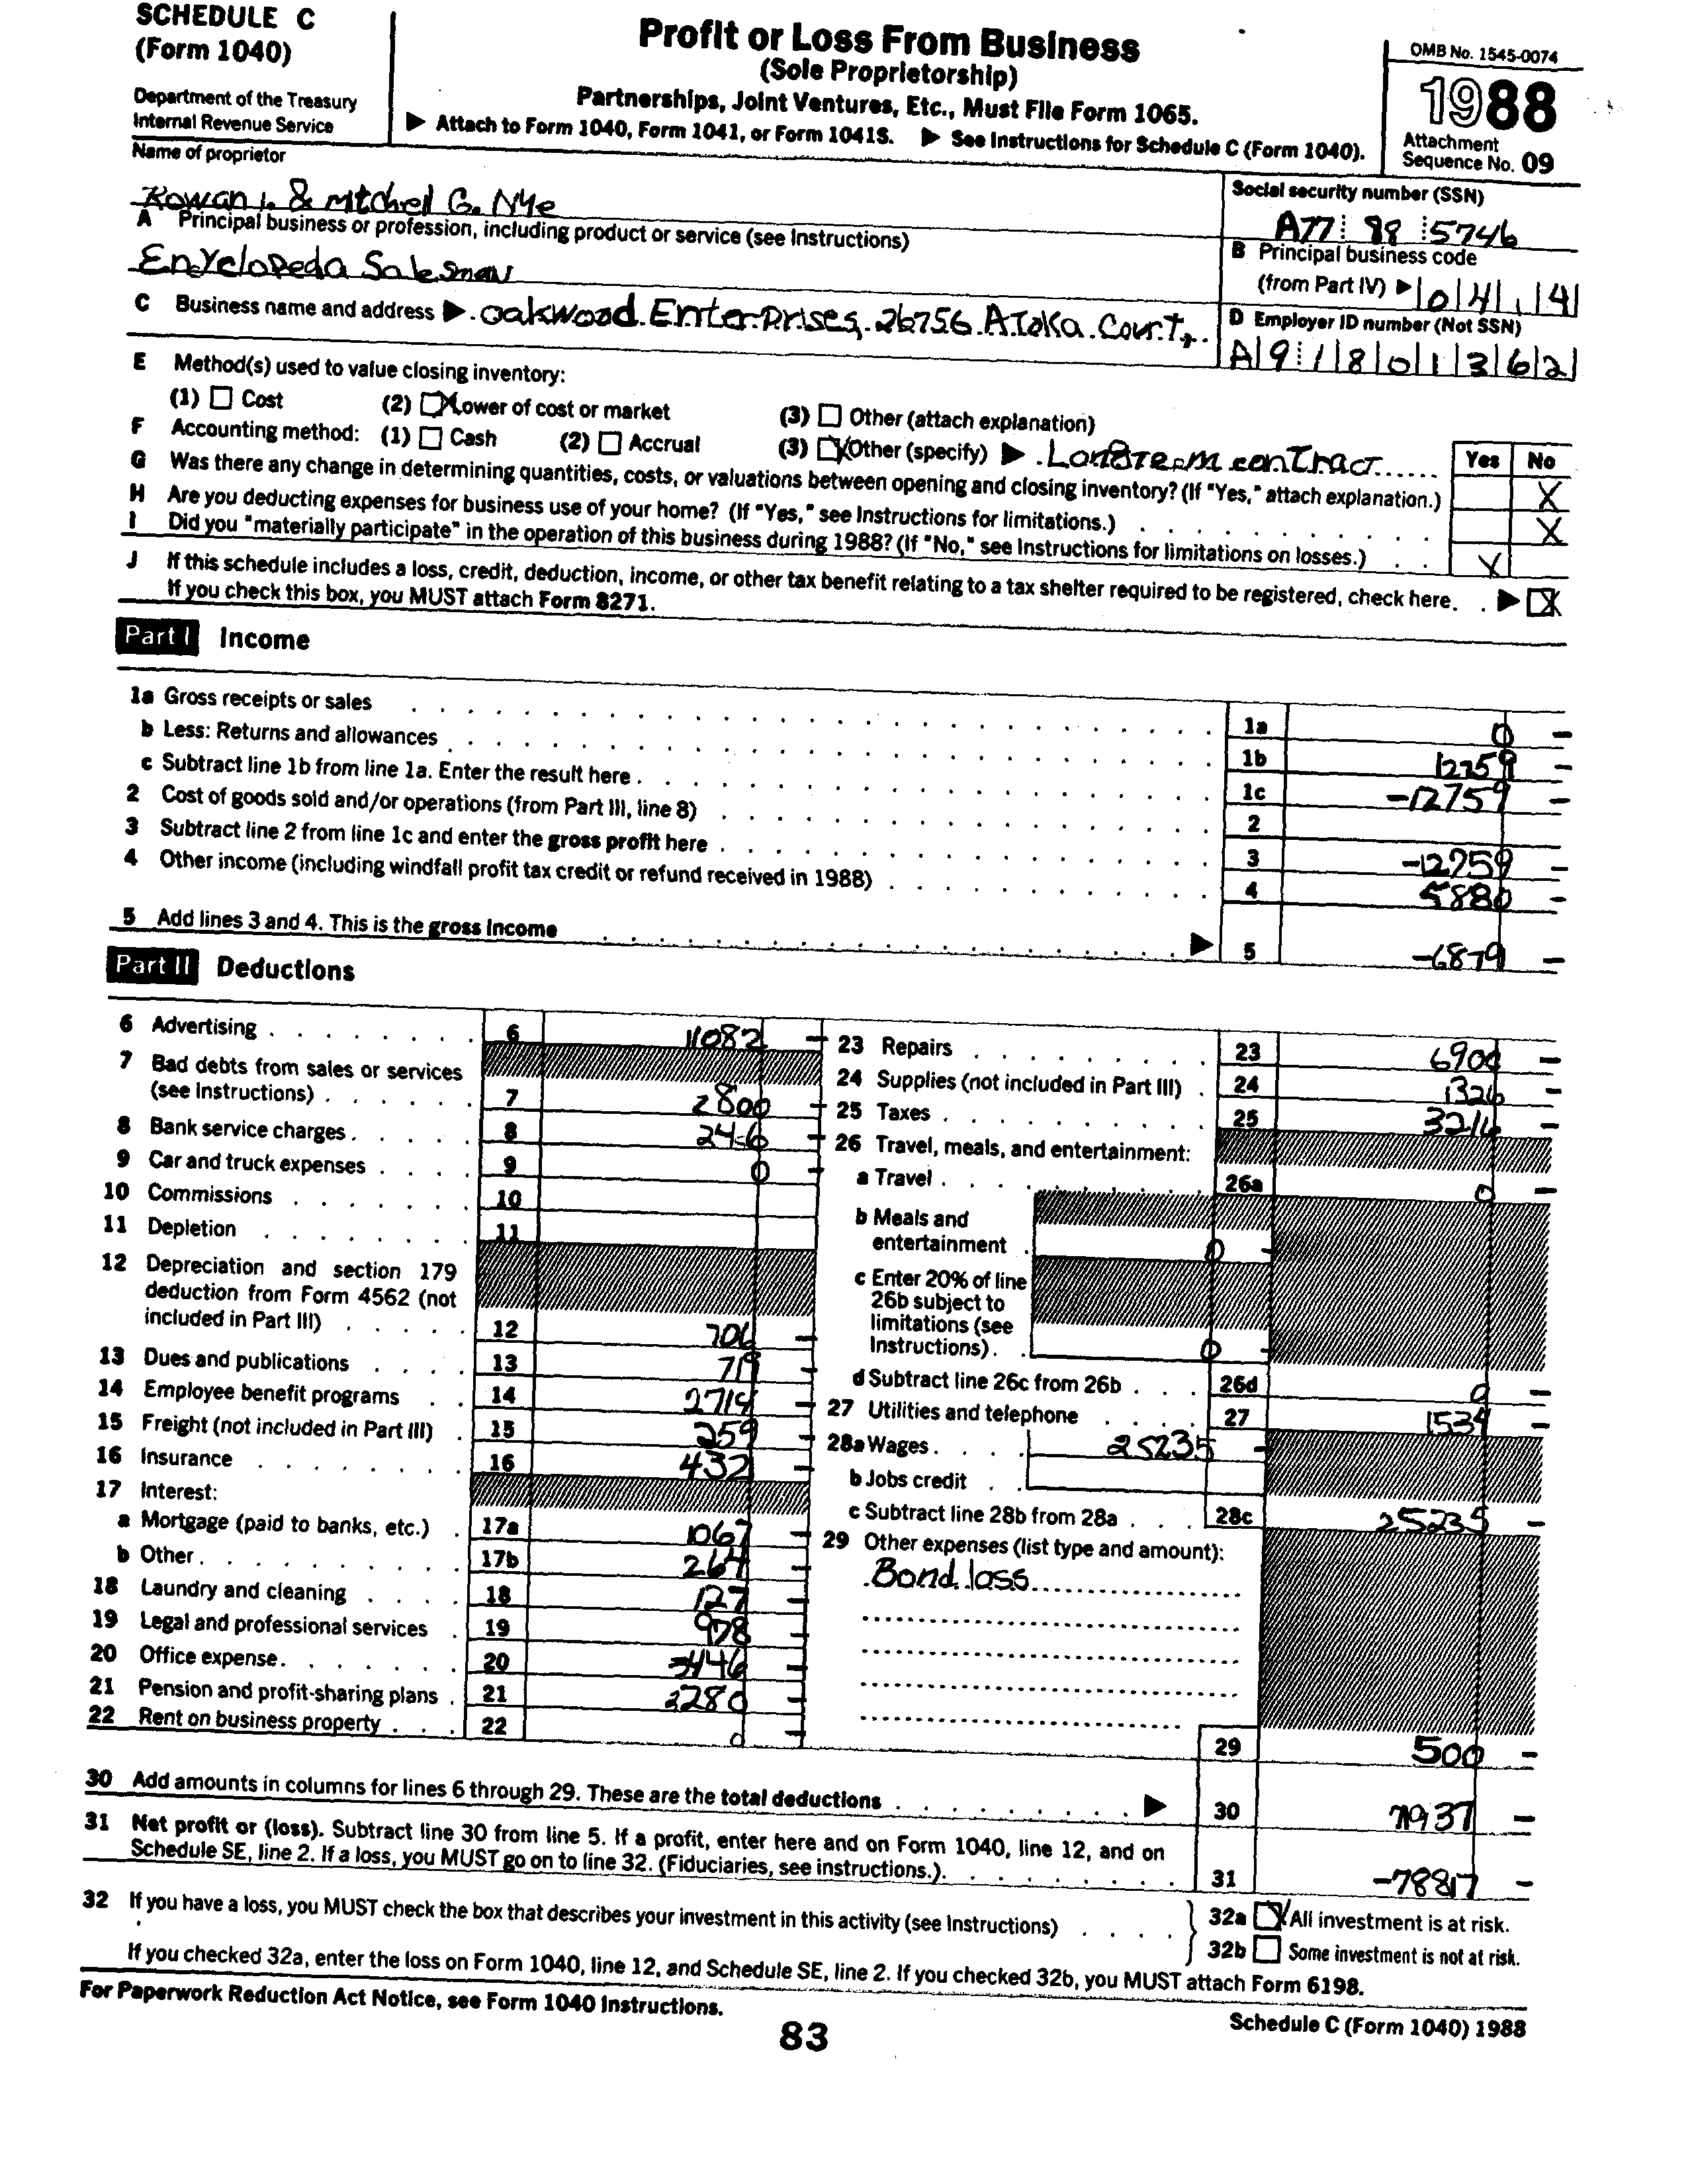 SCHEDULE C
(Form 1040)
Department of the Treasury
Internal Revenue Service
Profit or Loss From Business
(Sole Proprietorship)
Partnerships, Joint Ventures, Etc., Must File Form 1065.
▶ Attach to Form 1040, Form 1041, or Form 1041S. ▶ See Instructions for Schedule C (Form 1040).
OMB No. 1545-0074
1988
Attachment
Sequence No. 09
Name of proprietor
Rowan I. & Mitchell G. Nye
Social security number (SSN)
A77 88 5746
A Principal business or profession, including product or service (see Instructions)
Encyclopeda Salesman
B Principal business code
(from Part IV) ▶ 0 4 1 4
C Business name and address ▶ Oakwood Enterprises, 26756 Atoka Court,
D Employer ID number (Not SSN)
A 9 1 8 0 1 3 6 2
E Method(s) used to value closing inventory:
(1) Cost (2) X Lower of cost or market (3) Other (attach explanation)
F Accounting method: (1) Cash (2) Accrual (3) X Other (specify) ▶ Longterm contract
Yes No
G Was there any change in determining quantities, costs, or valuations between opening and closing inventory? (If "Yes," attach explanation.) X
H Are you deducting expenses for business use of your home? (If "Yes," see Instructions for limitations.) X
I Did you "materially participate" in the operation of this business during 1988? (If "No," see Instructions for limitations on losses.) X
J If this schedule includes a loss, credit, deduction, income, or other tax benefit relating to a tax shelter required to be registered, check here. ▶ X
If you check this box, you MUST attach Form 8271.
Part I Income
1a Gross receipts or sales 1a 0 -
b Less: Returns and allowances 1b 12759 -
c Subtract line 1b from line 1a. Enter the result here 1c -12759 -
2 Cost of goods sold and/or operations (from Part III, line 8) 2
3 Subtract line 2 from line 1c and enter the gross profit here 3 -12759 -
4 Other income (including windfall profit tax credit or refund received in 1988) 4 5880 -
5 Add lines 3 and 4. This is the gross income ▶ 5 -6879 -
Part II Deductions
6 Advertising 6 11082 -
7 Bad debts from sales or services
(see Instructions) 7 2800 -
8 Bank service charges 8 246 -
9 Car and truck expenses 9 0 -
10 Commissions 10
11 Depletion 11
12 Depreciation and section 179
deduction from Form 4562 (not
included in Part III) 12 706 -
13 Dues and publications 13 719 -
14 Employee benefit programs 14 2714 -
15 Freight (not included in Part III) 15 259 -
16 Insurance 16 432 -
17 Interest:
a Mortgage (paid to banks, etc.) 17a 1067 -
b Other 17b 264 -
18 Laundry and cleaning 18 127 -
19 Legal and professional services 19 978 -
20 Office expense 20 -
21 Pension and profit-sharing plans 21 2280 -
22 Rent on business property 22 0 -
23 Repairs 23 6900 -
24 Supplies (not included in Part III) 24 1326 -
25 Taxes 25 3216 -
26 Travel, meals, and entertainment:
a Travel 26a 0 -
b Meals and
entertainment 0 -
c Enter 20% of line
26b subject to
limitations (see
Instructions) 0 -
d Subtract line 26c from 26b 26d 0 -
27 Utilities and telephone 27 1539 -
28a Wages 25235 -
b Jobs credit
c Subtract line 28b from 28a 28c 25235 -
29 Other expenses (list type and amount):
Bond loss
29 500 -
30 Add amounts in columns for lines 6 through 29. These are the total deductions ▶ 30 71937 -
31 Net profit or (loss). Subtract line 30 from line 5. If a profit, enter here and on Form 1040, line 12, and on
Schedule SE, line 2. If a loss, you MUST go on to line 32. (Fiduciaries, see instructions.) 31 -78817 -
32 If you have a loss, you MUST check the box that describes your investment in this activity (see Instructions)
32a X All investment is at risk.
32b Some investment is not at risk.
If you checked 32a, enter the loss on Form 1040, line 12, and Schedule SE, line 2. If you checked 32b, you MUST attach Form 6198.
For Paperwork Reduction Act Notice, see Form 1040 Instructions.
83
Schedule C (Form 1040) 1988